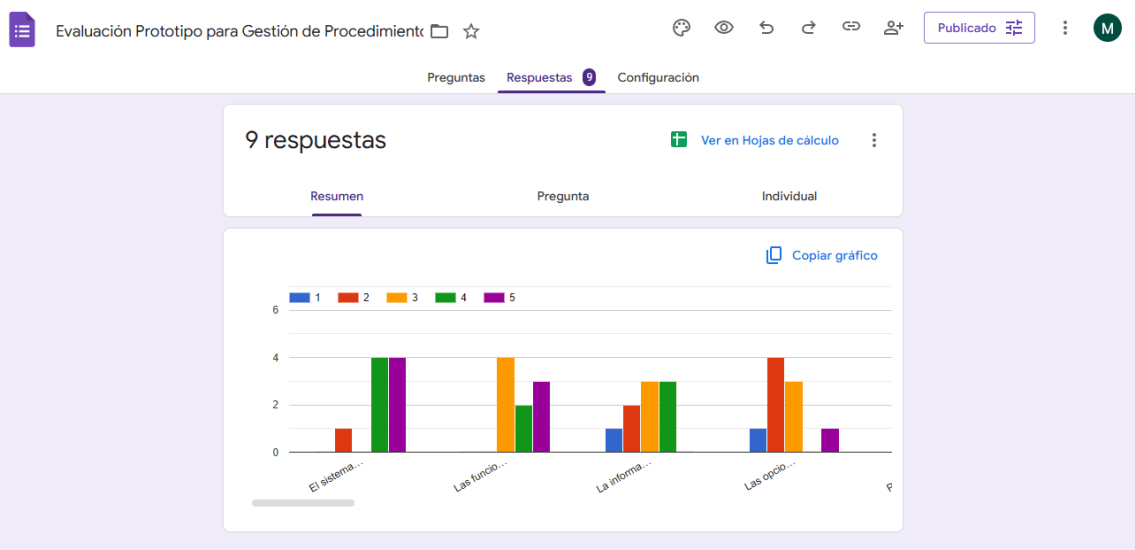 Evaluación Prototipo para Gestión de Procedimiento
Publicado
M
Preguntas Respuestas 9 Configuración
9 respuestas
Ver en Hojas de cálculo
Resumen Pregunta Individual
Copiar gráfico
1 2 3 4 5
6
4
2
0
El sistema…
Las funcio…
La informa…
Las opcio…